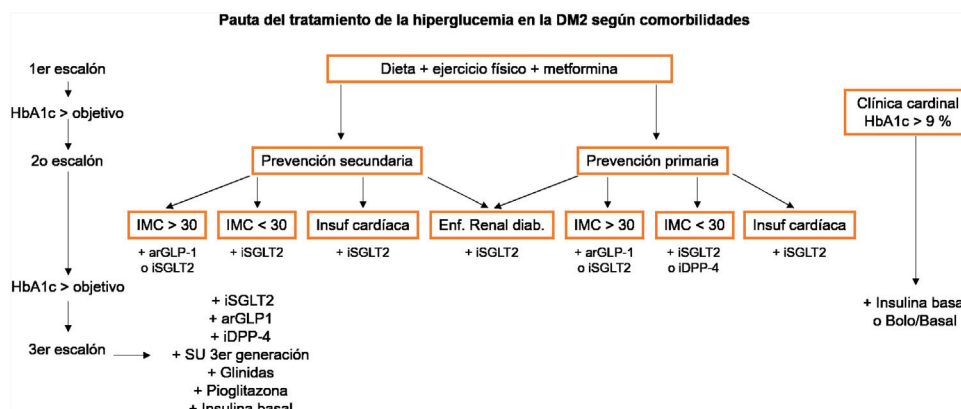 Pauta del tratamiento de la hiperglucemia en la DM2 según comorbilidades
1er escalón
HbA1c > objetivo
2o escalón
HbA1c > objetivo
3er escalón
Dieta + ejercicio físico + metformina
Prevención secundaria
Prevención primaria
IMC > 30
+ arGLP-1
o iSGLT2
IMC < 30
+ iSGLT2
Insuf cardíaca
+ iSGLT2
Enf. Renal diab.
+ iSGLT2
IMC > 30
+ arGLP-1
o iSGLT2
IMC < 30
+ iSGLT2
o iDPP-4
Insuf cardíaca
+ iSGLT2
+ iSGLT2
+ arGLP1
+ iDPP-4
+ SU 3er generación
+ Glinidas
+ Pioglitazona
+ Insulina basal
Clínica cardinal
HbA1c > 9 %
+ Insulina basa
o Bolo/Basal